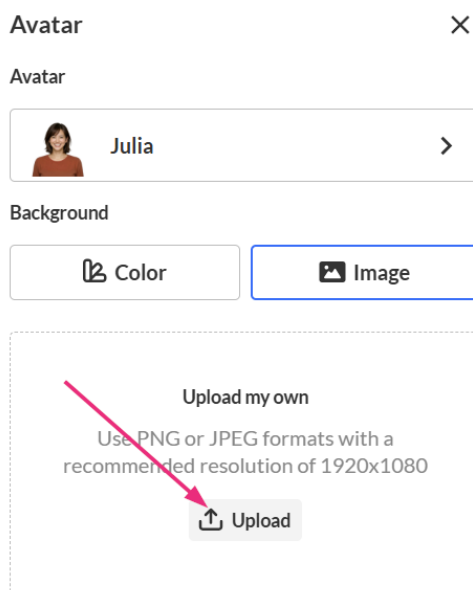 Avatar
Avatar
Julia
Background
Color
Image
Upload my own
Use PNG or JPEG formats with a
recommended resolution of 1920x1080
Upload